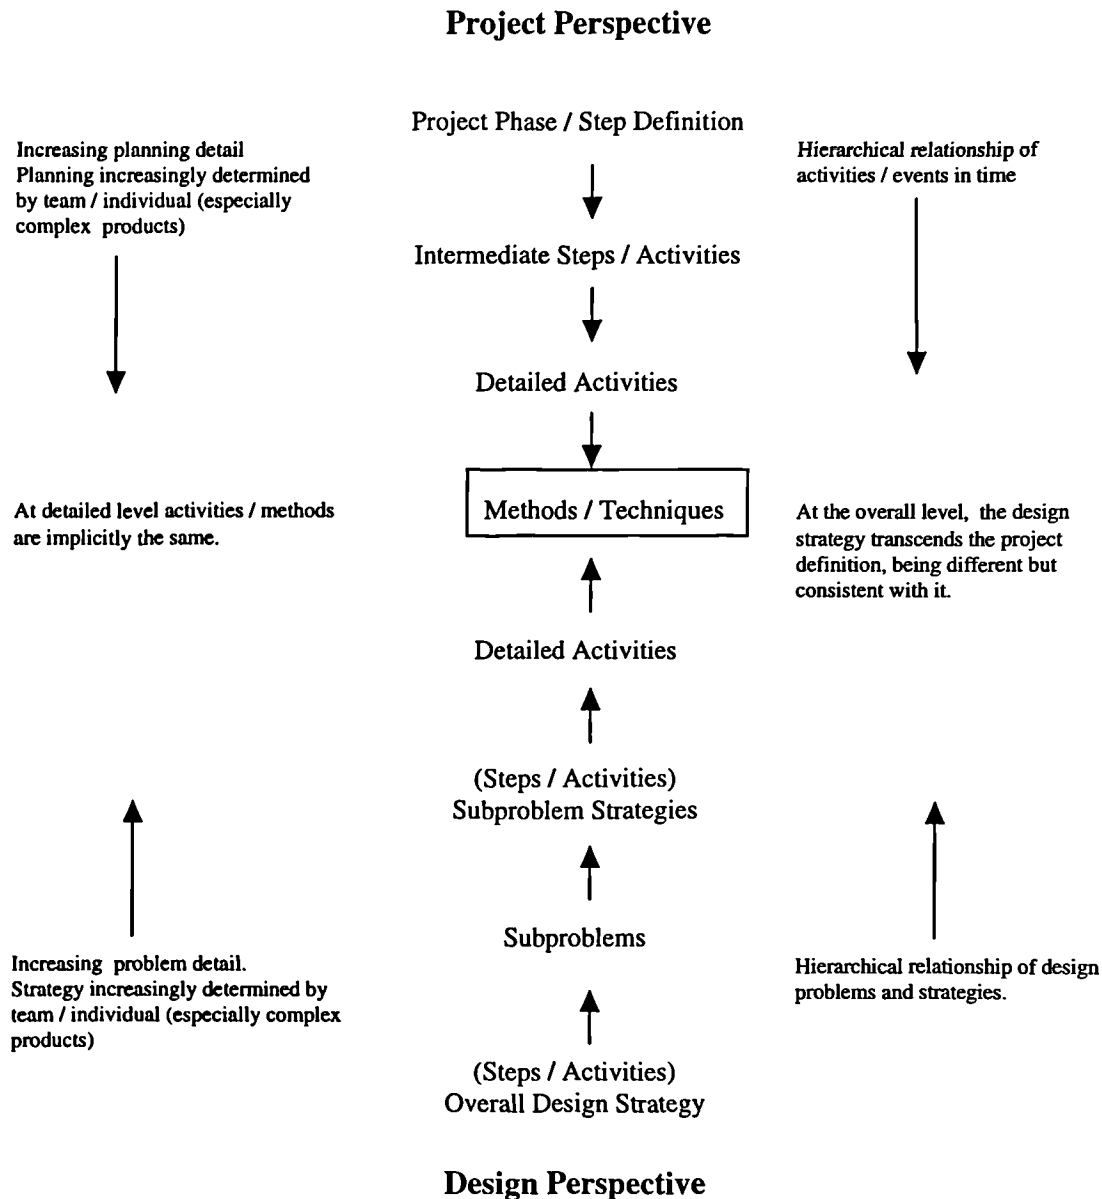 Project Perspective
Project Phase / Step Definition
Increasing planning detail
Planning increasingly determined
by team / individual (especially
complex products)
Hierarchical relationship of
activities / events in time
Intermediate Steps / Activities
Detailed Activities
At detailed level activities / methods
are implicitly the same.
Methods / Techniques
At the overall level, the design
strategy transcends the project
definition, being different but
consistent with it.
Detailed Activities
(Steps / Activities)
Subproblem Strategies
Subproblems
Increasing problem detail.
Strategy increasingly determined by
team / individual (especially complex
products)
Hierarchical relationship of design
problems and strategies.
(Steps / Activities)
Overall Design Strategy
Design Perspective